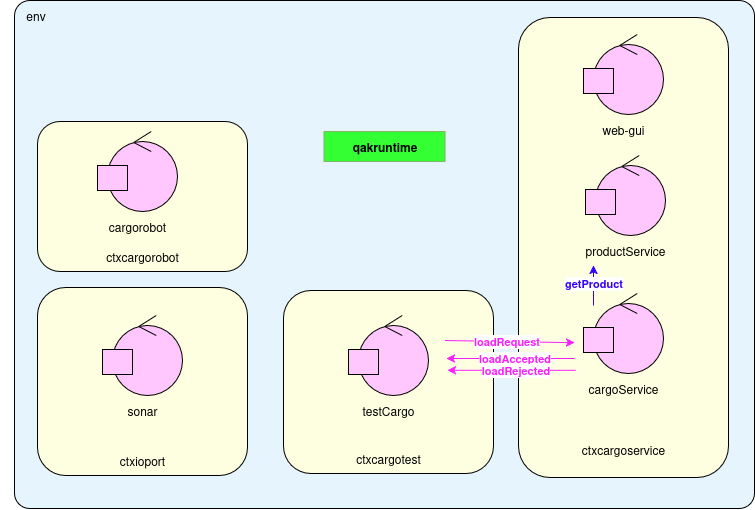 env
web-gui
qakruntime
cargorobot
productService
ctxcargorobot
getProduct
loadRequest
loadAccepted
loadRejected
cargoService
sonar
testCargo
ctxcargoservice
ctxioport
ctxcargotest